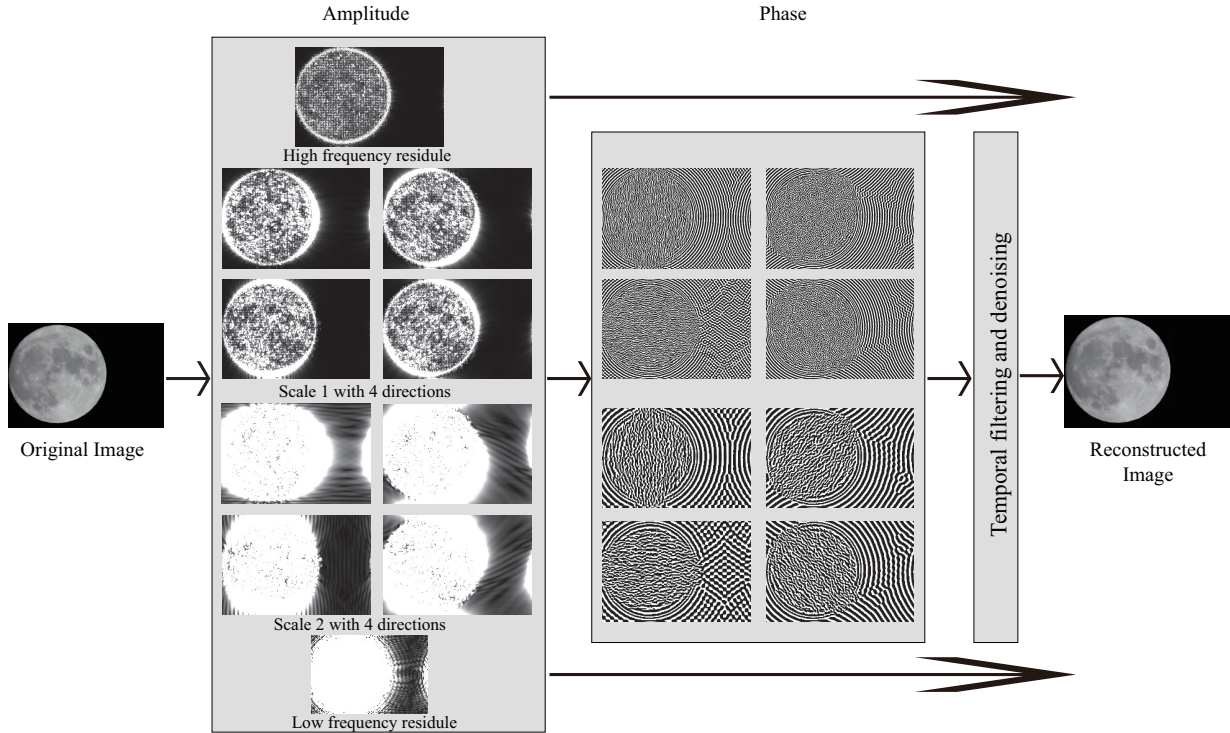 Amplitude
Phase
High frequency residule
Scale 1 with 4 directions
Original Image
Temporal filtering and denoising
Reconstructed
Image
Scale 2 with 4 directions
Low frequency residule